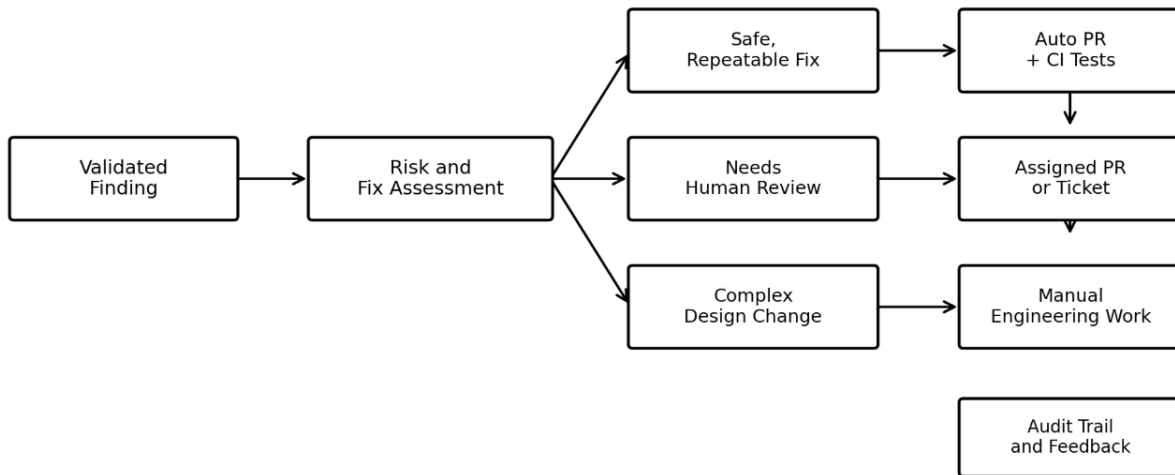 Validated
Finding
Risk and
Fix Assessment
Safe,
Repeatable Fix
Auto PR
+ CI Tests
Needs
Human Review
Assigned PR
or Ticket
Complex
Design Change
Manual
Engineering Work
Audit Trail
and Feedback